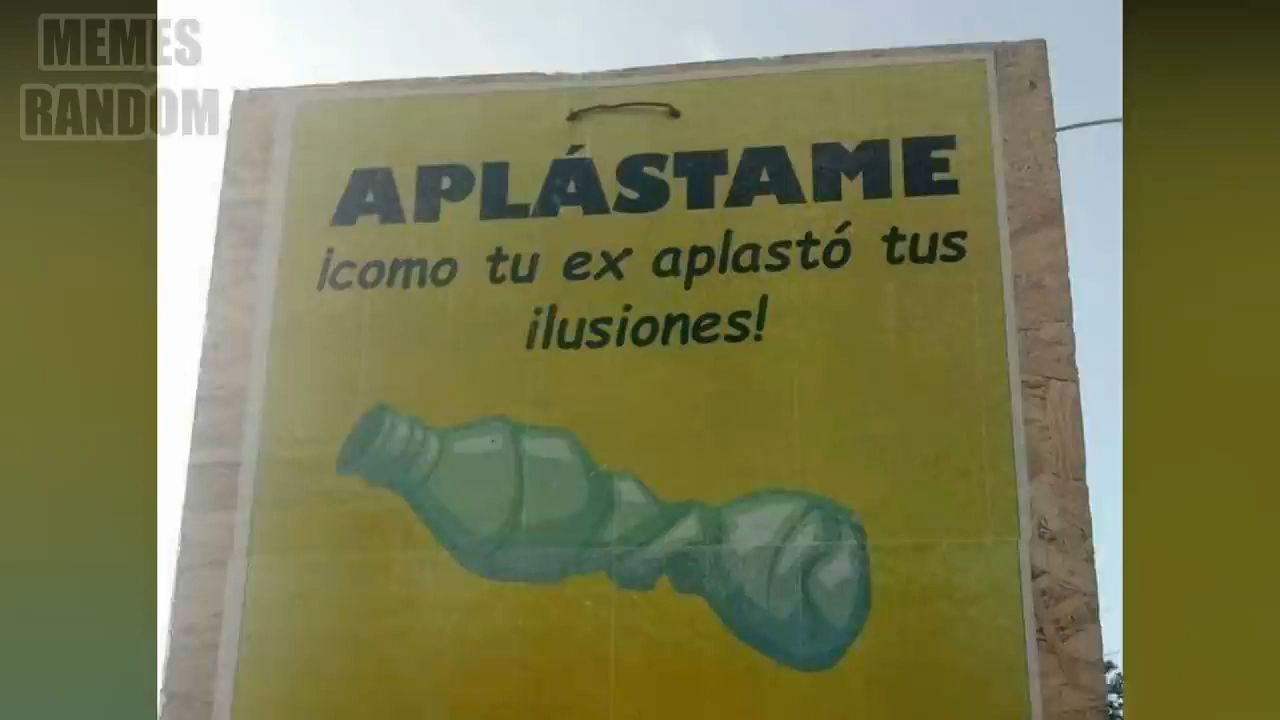 MEMES
RANDOM
APLÁSTAME
¡como tu ex aplastó tus
ilusiones!